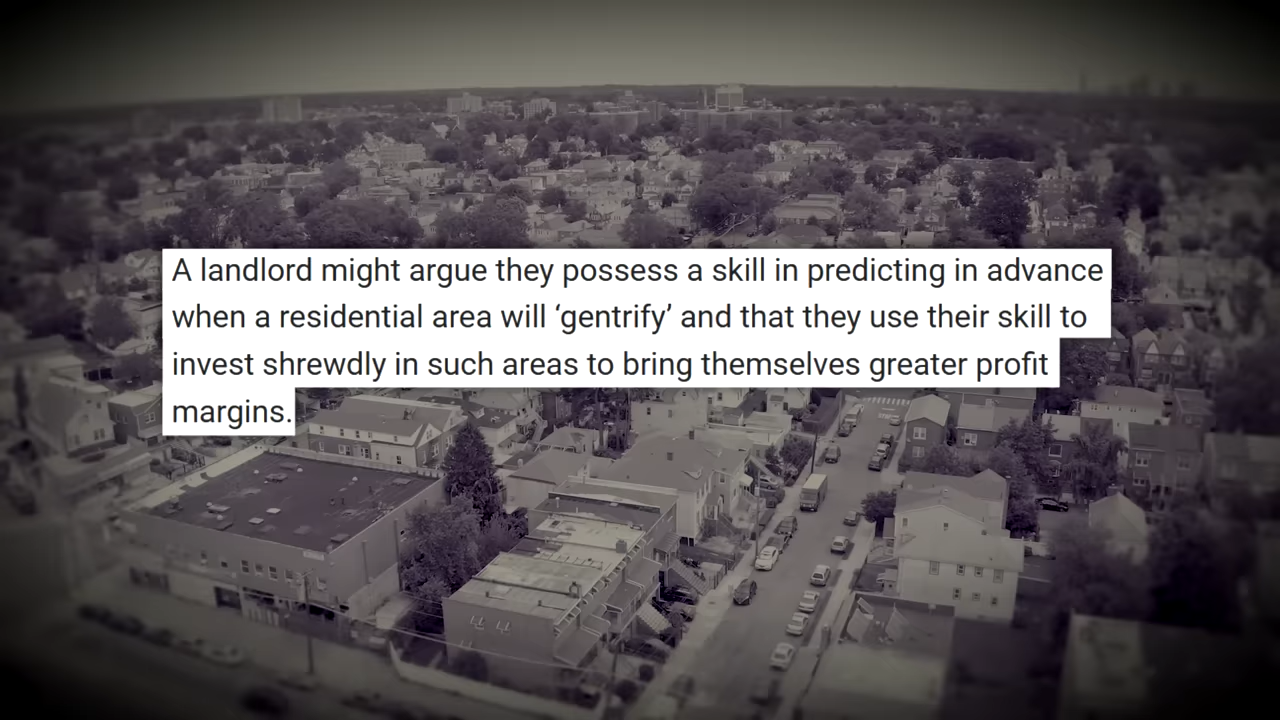 A landlord might argue they possess a skill in predicting in advance
when a residential area will ‘gentrify’ and that they use their skill to
invest shrewdly in such areas to bring themselves greater profit
margins.